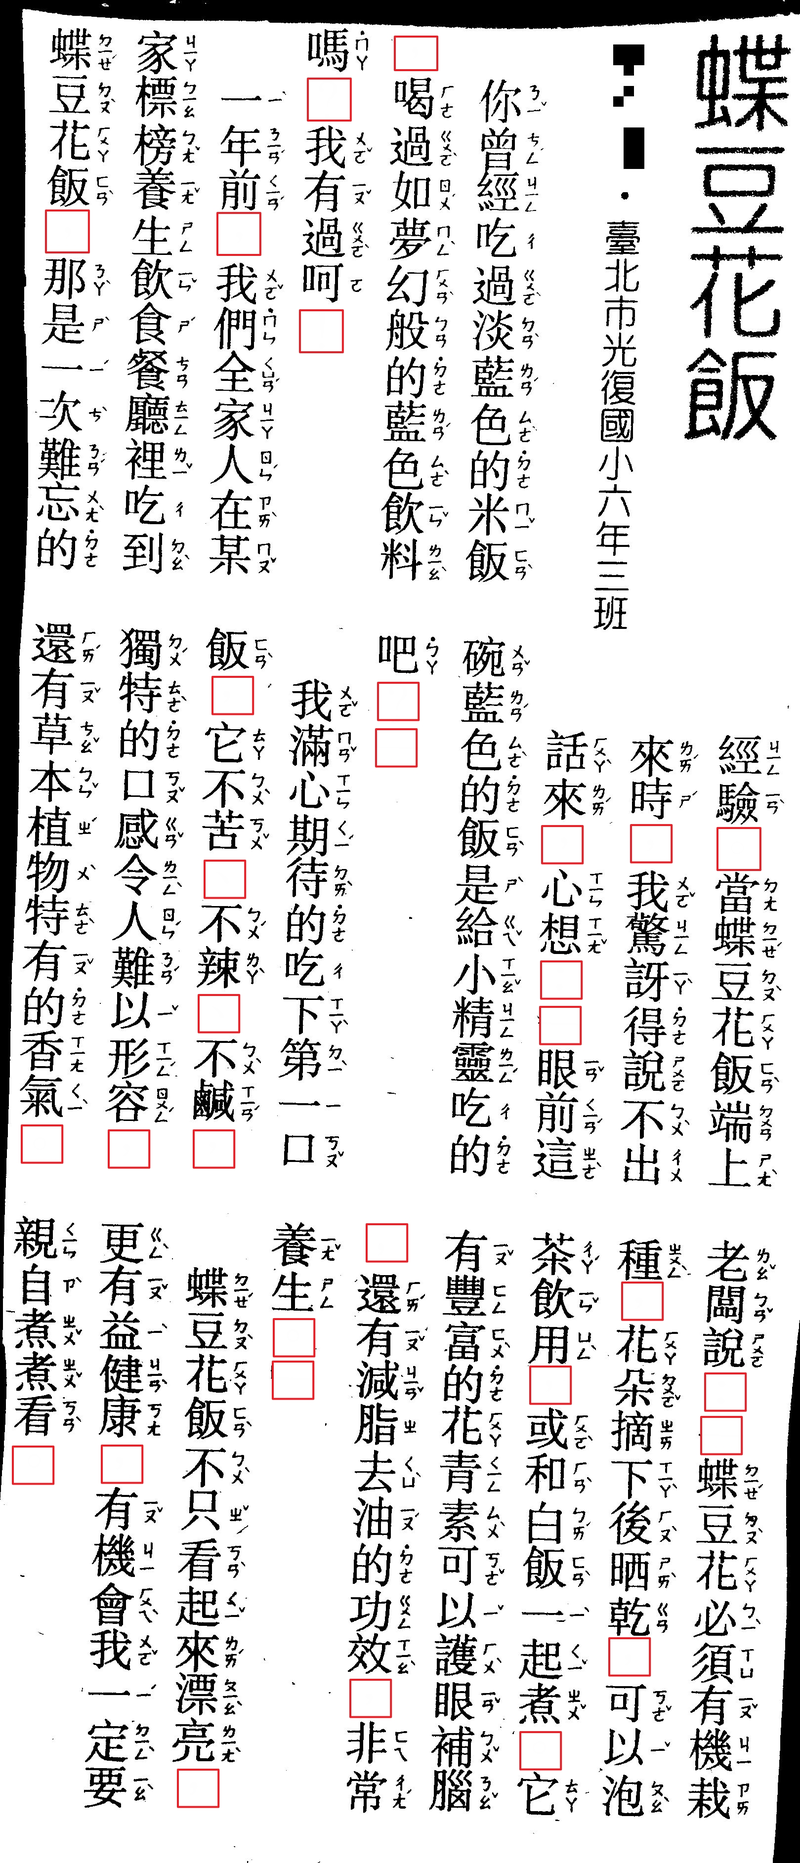 蝶豆花飯
・臺北市光復國小六年三班
你曾經吃過淡藍色的米飯
□喝過如夢幻般的藍色飲料
嗎□我有過呵□
一年前□我們全家人在某
家標榜養生飲食餐廳裡吃到
蝶豆花飯□那是一次難忘的
經驗□當蝶豆花飯端上
來時□我驚訝得說不出
話來□心想□□眼前這
碗藍色的飯是給小精靈吃的
吧□□
我滿心期待的吃下第一口
飯□它不苦□不辣□不鹹□
獨特的口感令人難以形容□
還有草本植物特有的香氣□
老闆說□□蝶豆花必須有機栽
種□花朵摘下後晒乾□可以泡
茶飲用□或和白飯一起煮□它
有豐富的花青素可以護眼補腦
□還有減脂去油的功效□非常
養生□□
蝶豆花飯不只看起來漂亮□
更有益健康□有機會我一定要
親自煮煮看□